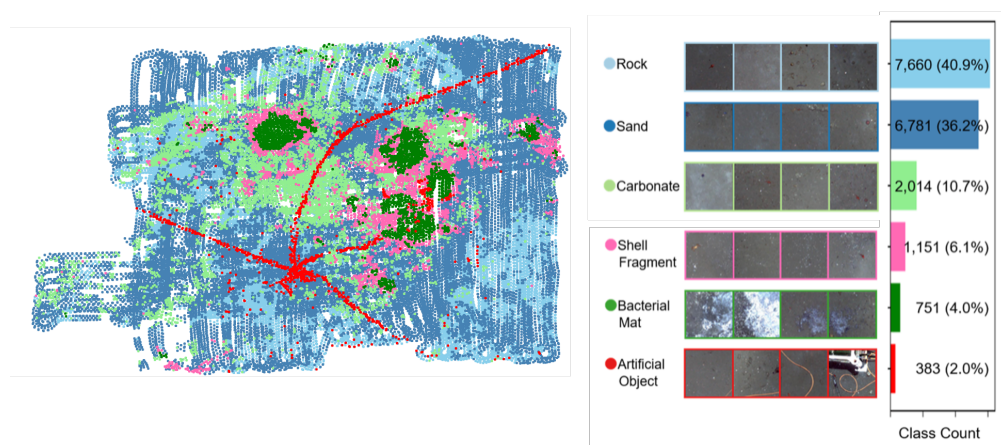 Rock
7,660 (40.9%)
Sand
6,781 (36.2%)
Carbonate
2,014 (10.7%)
Shell
Fragment
1,151 (6.1%)
Bacterial
Mat
751 (4.0%)
Artificial
Object
383 (2.0%)
Class Count